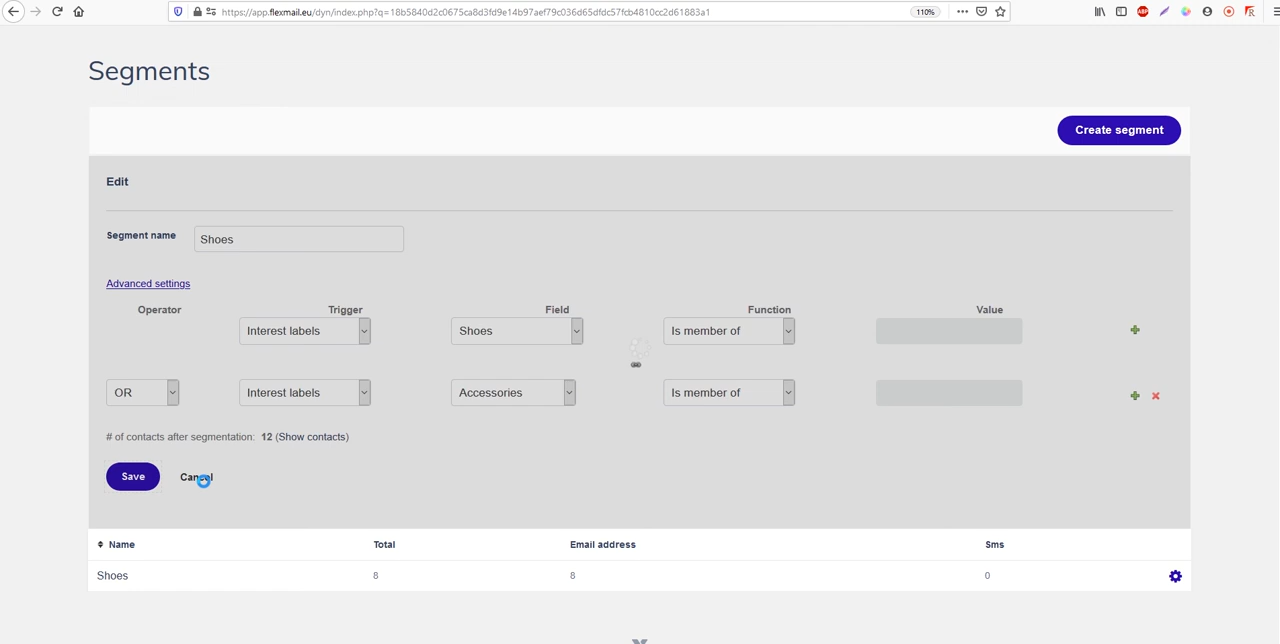 https://app.flexmail.eu/dyn/index.php?q=18b5840d2c0675ca8d3fd9e14b97aef79c036d65dfdc57fcb4810cc2d61883a1 110%
ABP
Segments
Create segment
Edit
Segment name Shoes
Advanced settings
Operator Trigger Field Function Value
Interest labels Shoes Is member of
OR Interest labels Accessories Is member of
# of contacts after segmentation: 12 (Show contacts)
Save Cancel
Name Total Email address Sms
Shoes 8 8 0